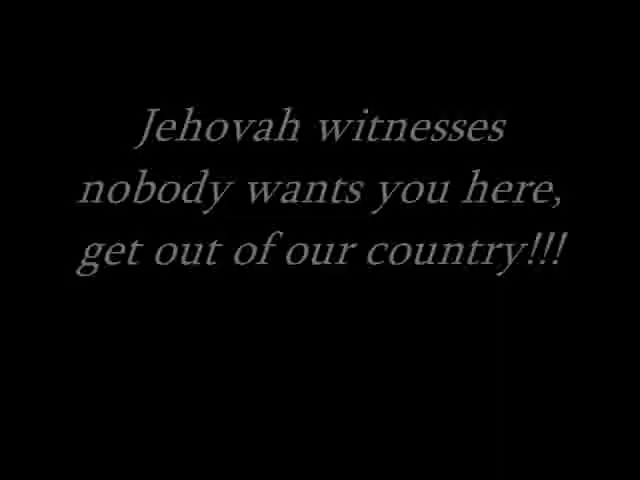 Jehovah witnesses
nobody wants you here,
get out of our country!!!